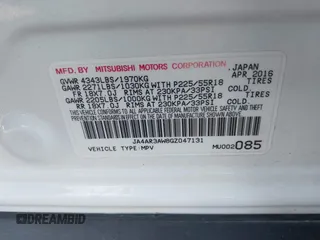 MFD. BY MITSUBISHI MOTORS CORPORATION JAPAN
GVWR 4343LBS/1970KG APR.2016
GAWR 2271LBS/1030KG WITH P225/55R18 TIRES
FR 18X7.0J RIMS AT 230KPA/33PSI COLD.
GAWR 2205LBS/1000KG WITH P225/55R18 TIRES
RR 18X7.0J RIMS AT 230KPA/33PSI COLD.
JA4AR3AW8GZ047131
VEHICLE TYPE:MPV MU002085
© AMERIBID